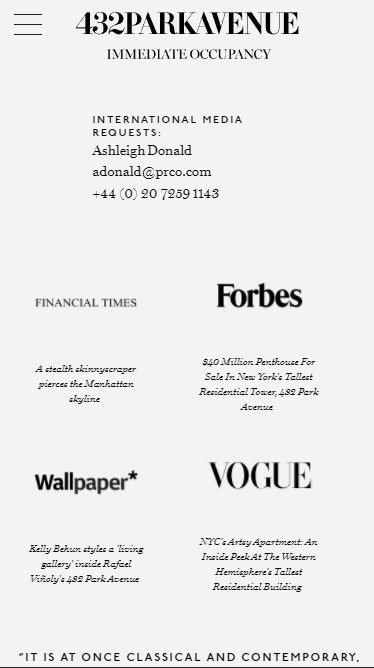 432PARKAVENUE
IMMEDIATE OCCUPANCY
INTERNATIONAL MEDIA
REQUESTS:
Ashleigh Donald
adonald@prco.com
+44 (0) 20 7259 1143
FINANCIAL TIMES
A stealth skinnyscraper
pierces the Manhattan
skyline
Forbes
$40 Million Penthouse For
Sale In New York's Tallest
Residential Tower, 432 Park
Avenue
Wallpaper*
Kelly Behun styles a 'living
gallery' inside Rafael
Viñoly's 432 Park Avenue
VOGUE
NYC's Artsy Apartment: An
Inside Peek At The Western
Hemisphere's Tallest
Residential Building
"IT IS AT ONCE CLASSICAL AND CONTEMPORARY,